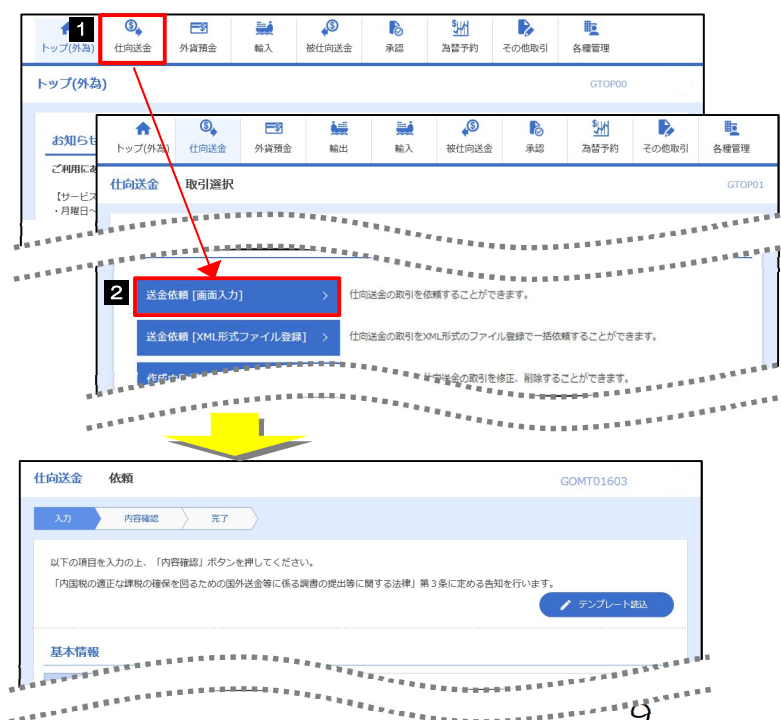 1
トップ(外為) 仕向送金 外貨預金 輸入 被仕向送金 承認 為替予約 その他取引 各種管理
トップ(外為) GTOP00
お知らせ
ご利用にあ
【サービス
・月曜日~
トップ(外為) 仕向送金 外貨預金 輸出 輸入 被仕向送金 承認 為替予約 その他取引 各種管理
仕向送金 取引選択 GTOP01
2
送金依頼 [画面入力] > 仕向送金の取引を依頼することができます。
送金依頼 [XML形式ファイル登録] > 仕向送金の取引をXML形式のファイル登録で一括依頼することができます。
作成中 仕向送金の取引を修正、削除することができます。
仕向送金 依頼 GOMT01603
入力 内容確認 完了
以下の項目を入力の上、「内容確認」ボタンを押してください。
「内国税の適正な課税の確保を図るための国外送金等に係る調書の提出等に関する法律」第3条に定める告知を行います。
テンプレート読込
基本情報